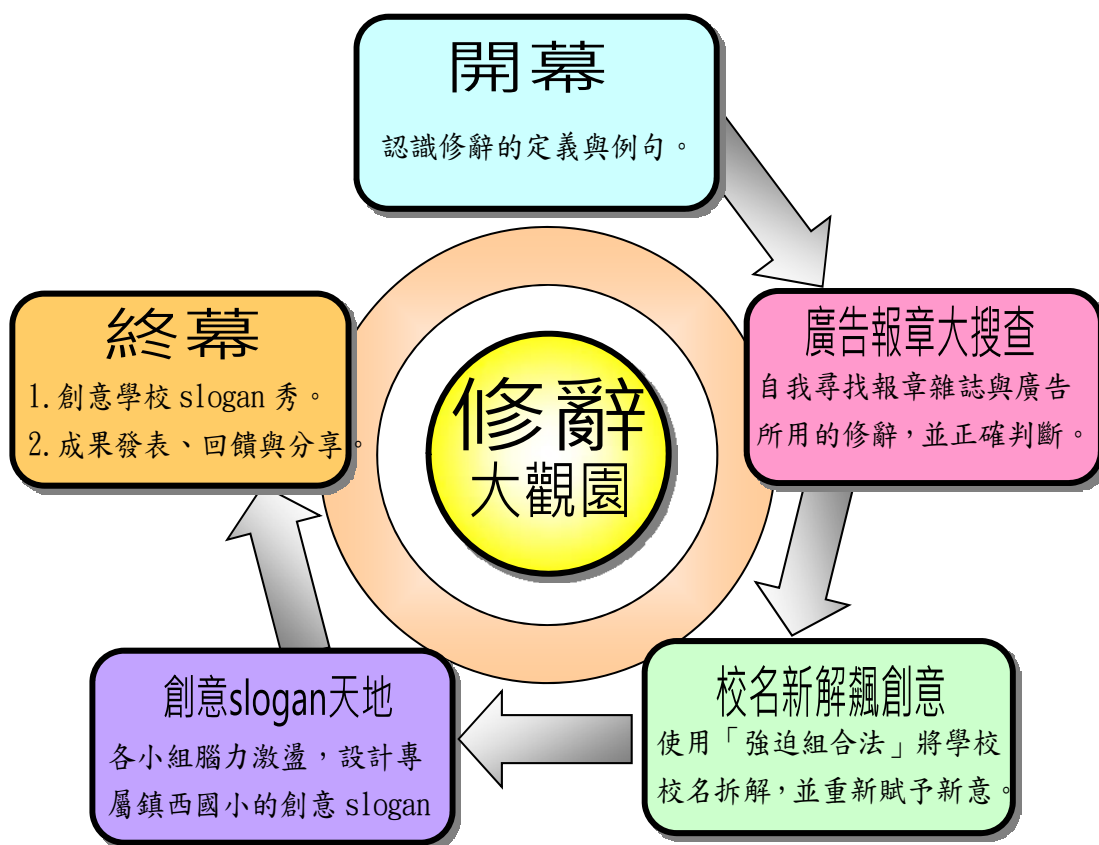 開幕
認識修辭的定義與例句。
廣告報章大搜查
自我尋找報章雜誌與廣告
所用的修辭，並正確判斷。
校名新解飆創意
使用「強迫組合法」將學校
校名拆解，並重新賦予新意。
創意slogan天地
各小組腦力激盪，設計專
屬鎮西國小的創意 slogan
終幕
1.創意學校 slogan 秀。
2.成果發表、回饋與分享。
修辭
大觀園